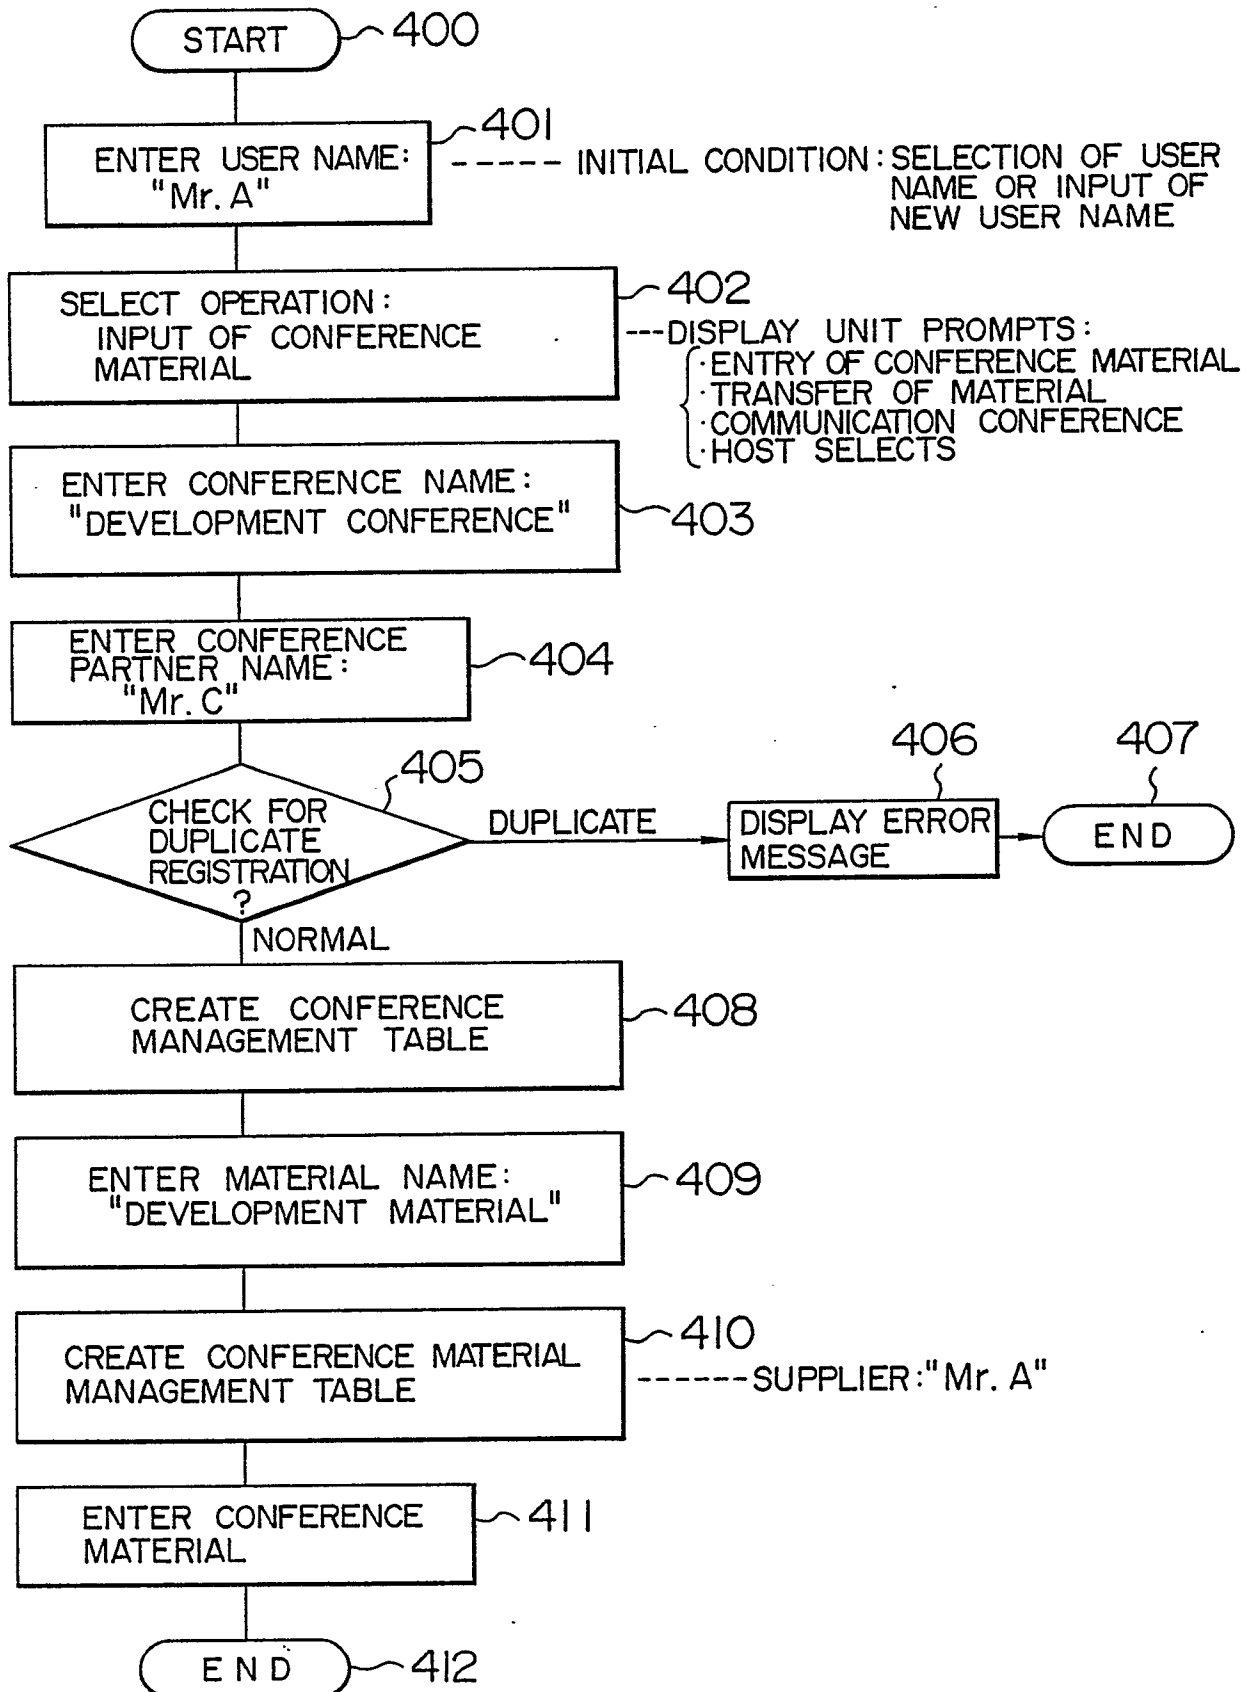 START
400
401
ENTER USER NAME:
"Mr. A"
INITIAL CONDITION: SELECTION OF USER
NAME OR INPUT OF
NEW USER NAME
402
SELECT OPERATION:
INPUT OF CONFERENCE
MATERIAL
DISPLAY UNIT PROMPTS:
· ENTRY OF CONFERENCE MATERIAL
· TRANSFER OF MATERIAL
· COMMUNICATION CONFERENCE
· HOST SELECTS
ENTER CONFERENCE NAME:
"DEVELOPMENT CONFERENCE"
403
ENTER CONFERENCE
PARTNER NAME:
"Mr. C"
404
405
CHECK FOR
DUPLICATE
REGISTRATION
?
DUPLICATE
406
DISPLAY ERROR
MESSAGE
407
END
NORMAL
CREATE CONFERENCE
MANAGEMENT TABLE
408
ENTER MATERIAL NAME:
"DEVELOPMENT MATERIAL"
409
410
CREATE CONFERENCE MATERIAL
MANAGEMENT TABLE
SUPPLIER: "Mr. A"
ENTER CONFERENCE
MATERIAL
411
END
412